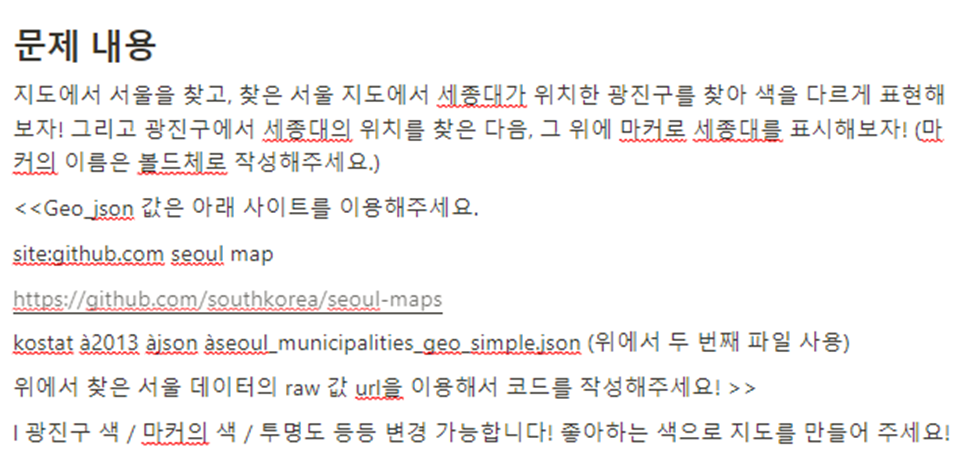 문제 내용
지도에서 서울을 찾고, 찾은 서울 지도에서 세종대가 위치한 광진구를 찾아 색을 다르게 표현해
보자! 그리고 광진구에서 세종대의 위치를 찾은 다음, 그 위에 마커로 세종대를 표시해보자! (마
커의 이름은 볼드체로 작성해주세요.)
<<Geo_json 값은 아래 사이트를 이용해주세요.
site:github.com seoul map
https://github.com/southkorea/seoul-maps
kostat à2013 àjson àseoul_municipalities_geo_simple.json (위에서 두 번째 파일 사용)
위에서 찾은 서울 데이터의 raw 값 url을 이용해서 코드를 작성해주세요! >>
l 광진구 색 / 마커의 색 / 투명도 등등 변경 가능합니다! 좋아하는 색으로 지도를 만들어 주세요!